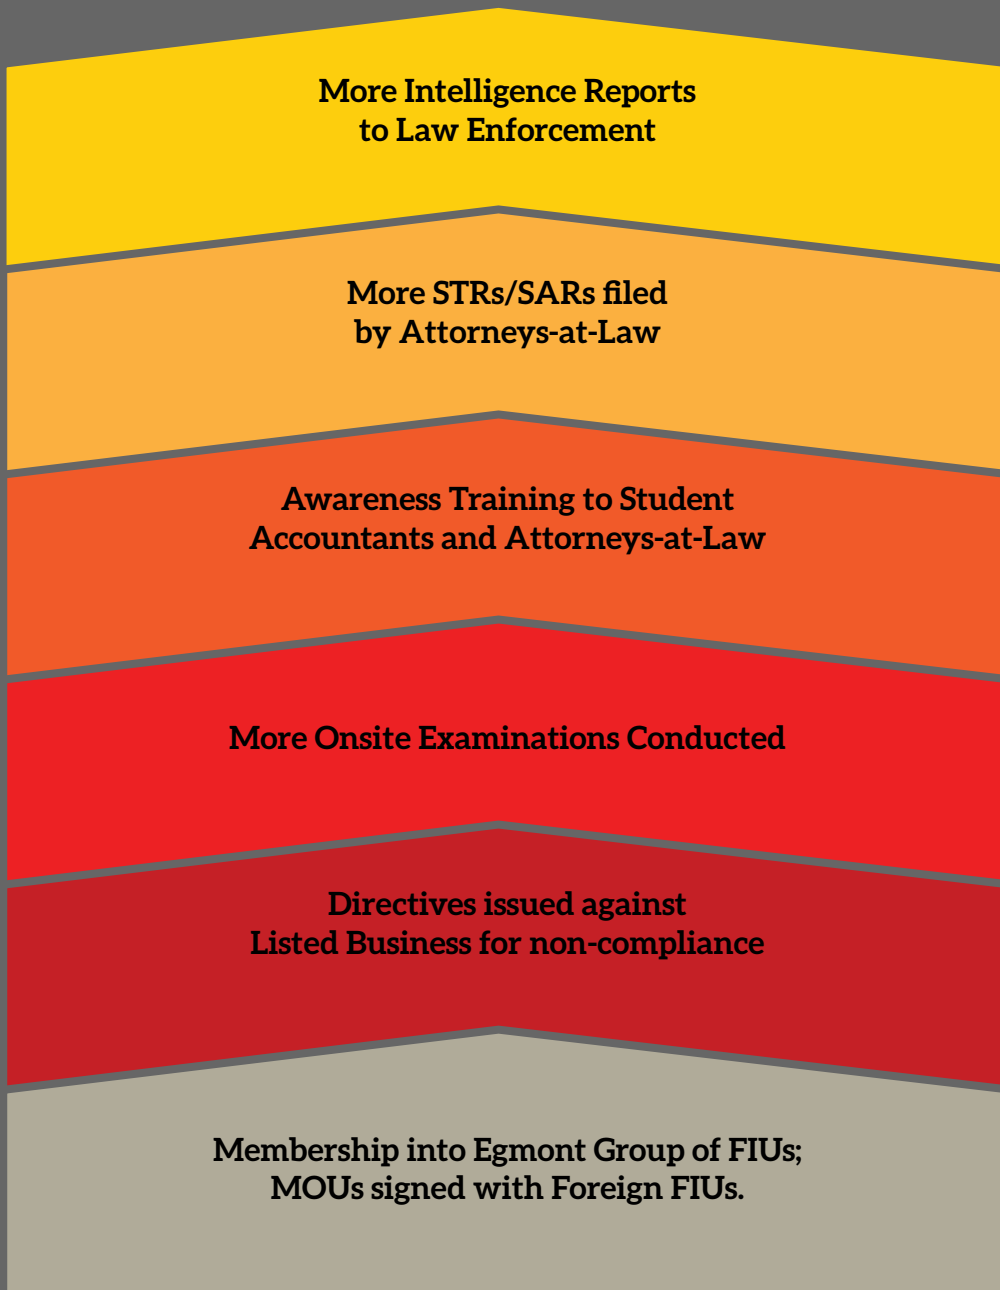 More Intelligence Reports
to Law Enforcement
More STRs/SARs filed
by Attorneys-at-Law
Awareness Training to Student
Accountants and Attorneys-at-Law
More Onsite Examinations Conducted
Directives issued against
Listed Business for non-compliance
Membership into Egmont Group of FIUs;
MOUs signed with Foreign FIUs.